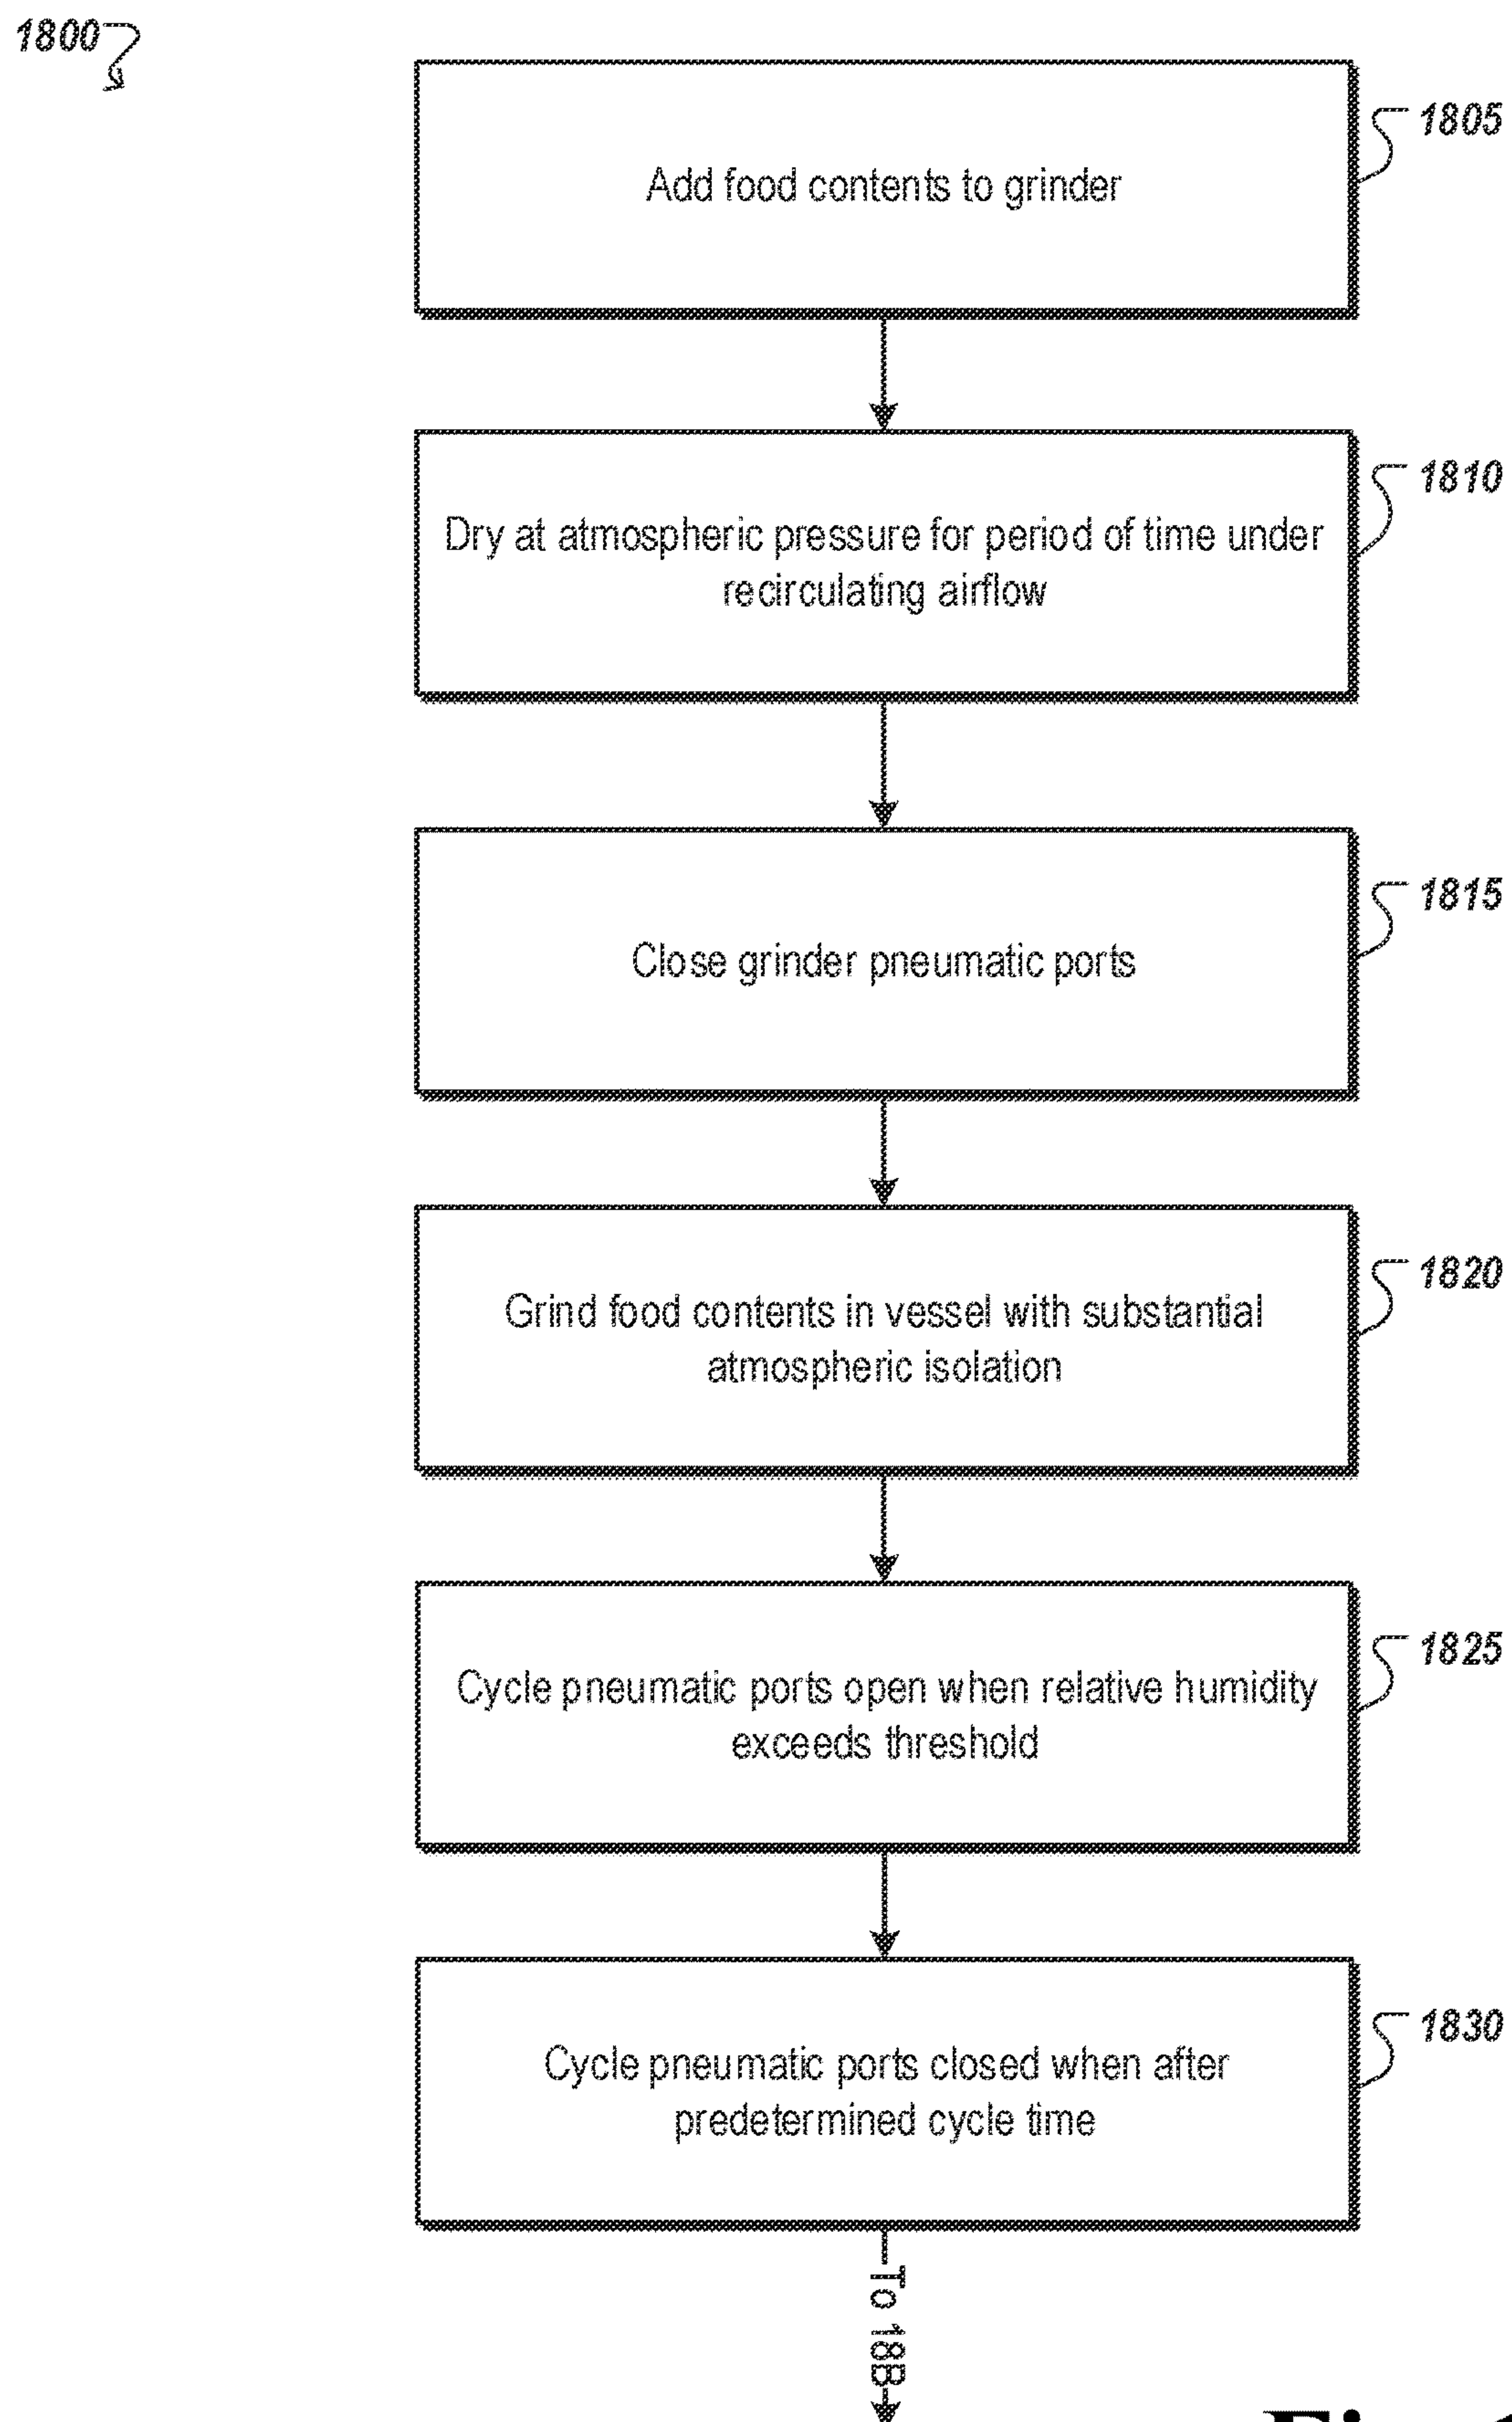 1800
Add food contents to grinder
1805
Dry at atmospheric pressure for period of time under
recirculating airflow
1810
Close grinder pneumatic ports
1815
Grind food contents in vessel with substantial
atmospheric isolation
1820
Cycle pneumatic ports open when relative humidity
exceeds threshold
1825
Cycle pneumatic ports closed when after
predetermined cycle time
1830
To 18B